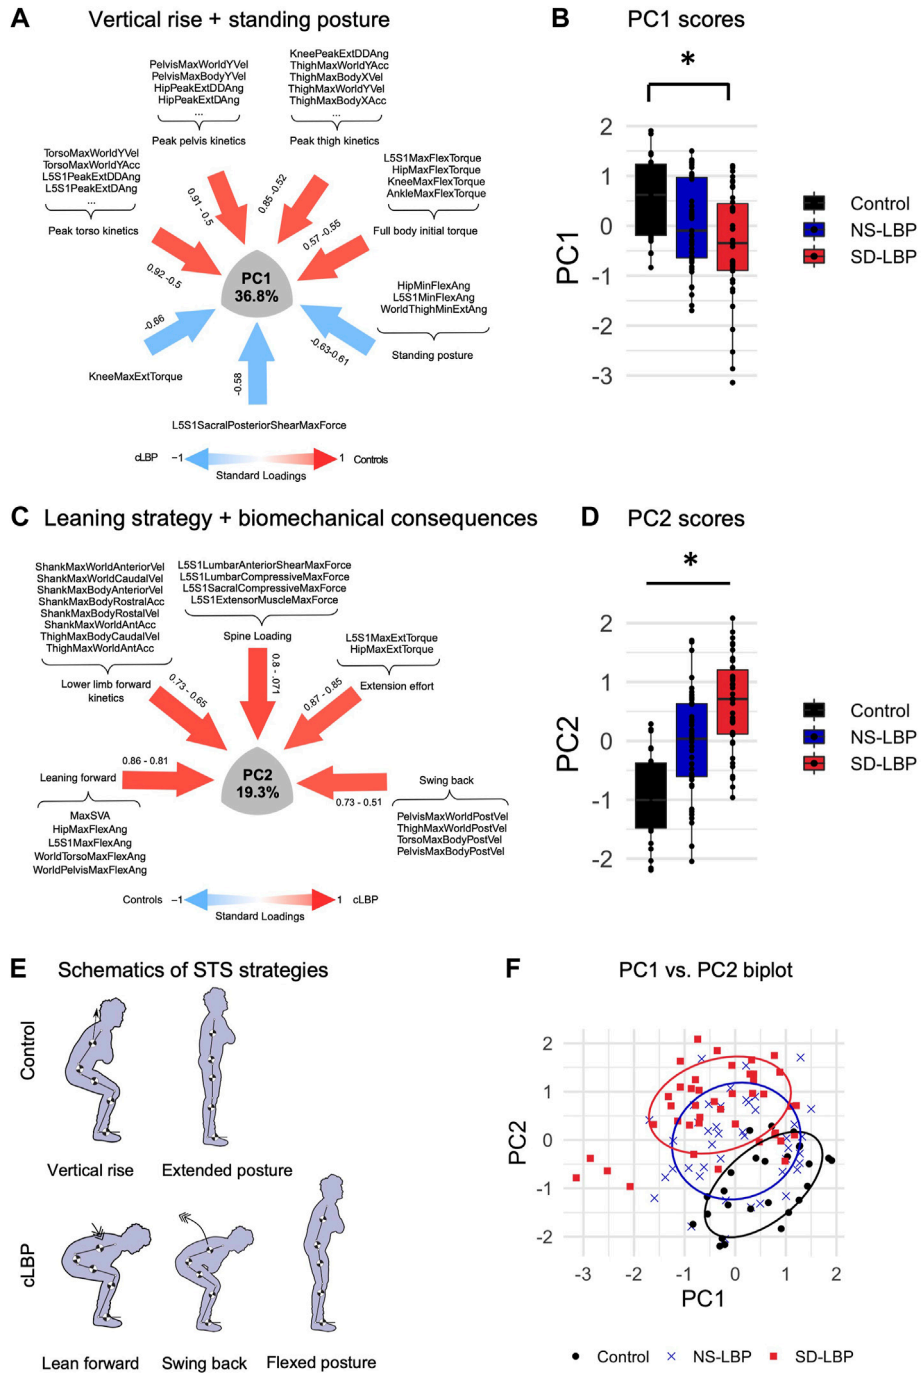 A Vertical rise + standing posture
PelvisMaxWorldYVel
PelvisMaxBodyYVel
HipPeakExtDDAng
HipPeakExtDAng
...
Peak pelvis kinetics
KneePeakExtDDAng
ThighMaxWorldYAcc
ThighMaxBodyXVel
ThighMaxWorldYVel
ThighMaxBodyXAcc
...
Peak thigh kinetics
TorsoMaxWorldYVel
TorsoMaxWorldYAcc
L5S1PeakExtDDAng
L5S1PeakExtDAng
...
Peak torso kinetics
L5S1MaxFlexTorque
HipMaxFlexTorque
KneeMaxFlexTorque
AnkleMaxFlexTorque
Full body initial torque
0.91 - 0.5
0.85 -0.52
0.57 -0.55
0.92 -0.5
PC1
36.8%
HipMinFlexAng
L5S1MinFlexAng
WorldThighMinExtAng
Standing posture
-0.66
-0.58
-0.63-0.61
KneeMaxExtTorque
L5S1SacralPosteriorShearMaxForce
cLBP −1 1 Controls
Standard Loadings
B PC1 scores
*
2
1
0
-1
-2
-3
PC1
Control
NS-LBP
SD-LBP
C Leaning strategy + biomechanical consequences
ShankMaxWorldAnteriorVel
ShankMaxWorldCaudalVel
ShankMaxBodyAnteriorVel
ShankMaxBodyRostralAcc
ShankMaxBodyRostalVel
ShankMaxWorldAntAcc
ThighMaxBodyCaudalVel
ThighMaxWorldAntAcc
Lower limb forward
kinetics
L5S1LumbarAnteriorShearMaxForce
L5S1LumbarCompressiveMaxForce
L5S1SacralCompressiveMaxForce
L5S1ExtensorMuscleMaxForce
Spine Loading
L5S1MaxExtTorque
HipMaxExtTorque
Extension effort
0.73 - 0.65
0.8 - .071
0.87 - 0.85
Leaning forward
0.86 - 0.81
MaxSVA
HipMaxFlexAng
L5S1MaxFlexAng
WorldTorsoMaxFlexAng
WorldPelvisMaxFlexAng
PC2
19.3%
Swing back
0.73 - 0.51
PelvisMaxWorldPostVel
ThighMaxWorldPostVel
TorsoMaxBodyPostVel
PelvisMaxBodyPostVel
Controls −1 1 cLBP
Standard Loadings
D PC2 scores
*
2
1
0
-1
-2
PC2
Control
NS-LBP
SD-LBP
E Schematics of STS strategies
Control
Vertical rise Extended posture
cLBP
Lean forward Swing back Flexed posture
F PC1 vs. PC2 biplot
2
1
0
-1
-2
PC2
-3 -2 -1 0 1 2
PC1
Control NS-LBP SD-LBP